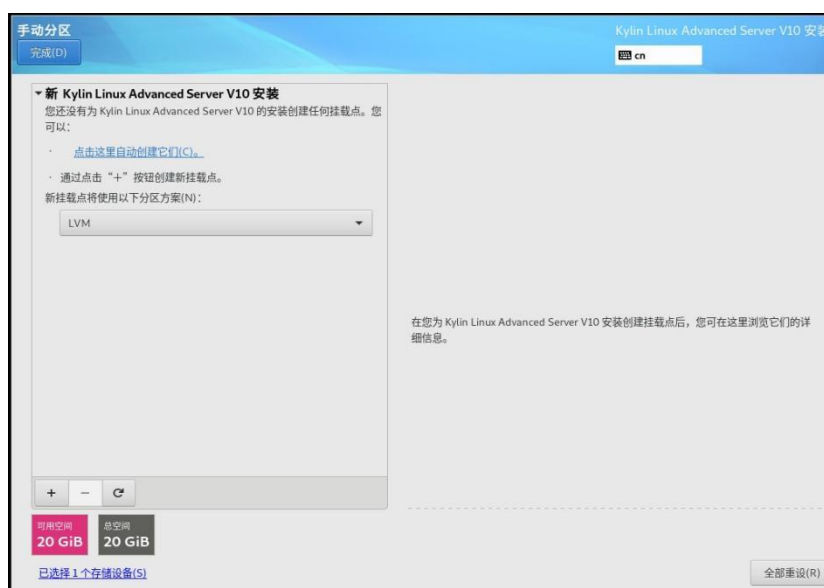 手动分区
Kylin Linux Advanced Server V10 安装
完成(D)
cn
新 Kylin Linux Advanced Server V10 安装
您还没有为 Kylin Linux Advanced Server V10 的安装创建任何挂载点。您
可以:
· 点击这里自动创建它们(C)。
· 通过点击“+”按钮创建新挂载点。
新挂载点将使用以下分区方案(N):
LVM
在您为 Kylin Linux Advanced Server V10 安装创建挂载点后，您可在这里浏览它们的详
细信息。
+ −
可用空间
20 GiB
总空间
20 GiB
已选择 1 个存储设备(S)
全部重设(R)